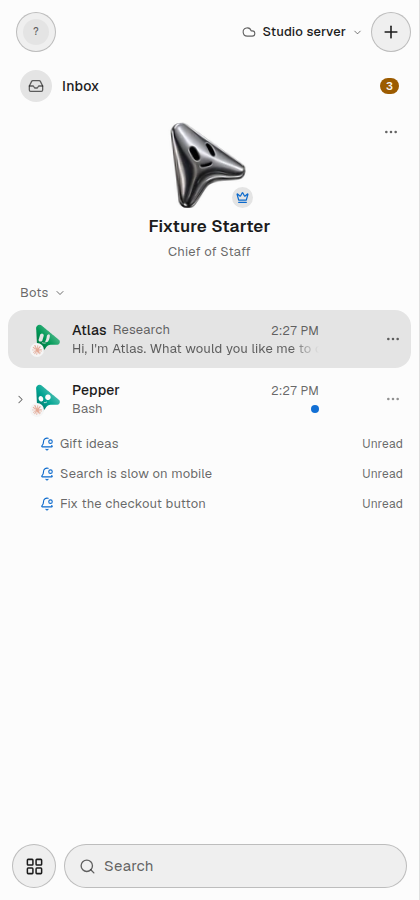 ?
Studio server
Inbox
3
Fixture Starter
Chief of Staff
Bots
Atlas Research 2:27 PM
Hi, I'm Atlas. What would you like me to
Pepper 2:27 PM
Bash
Gift ideas Unread
Search is slow on mobile Unread
Fix the checkout button Unread
Search